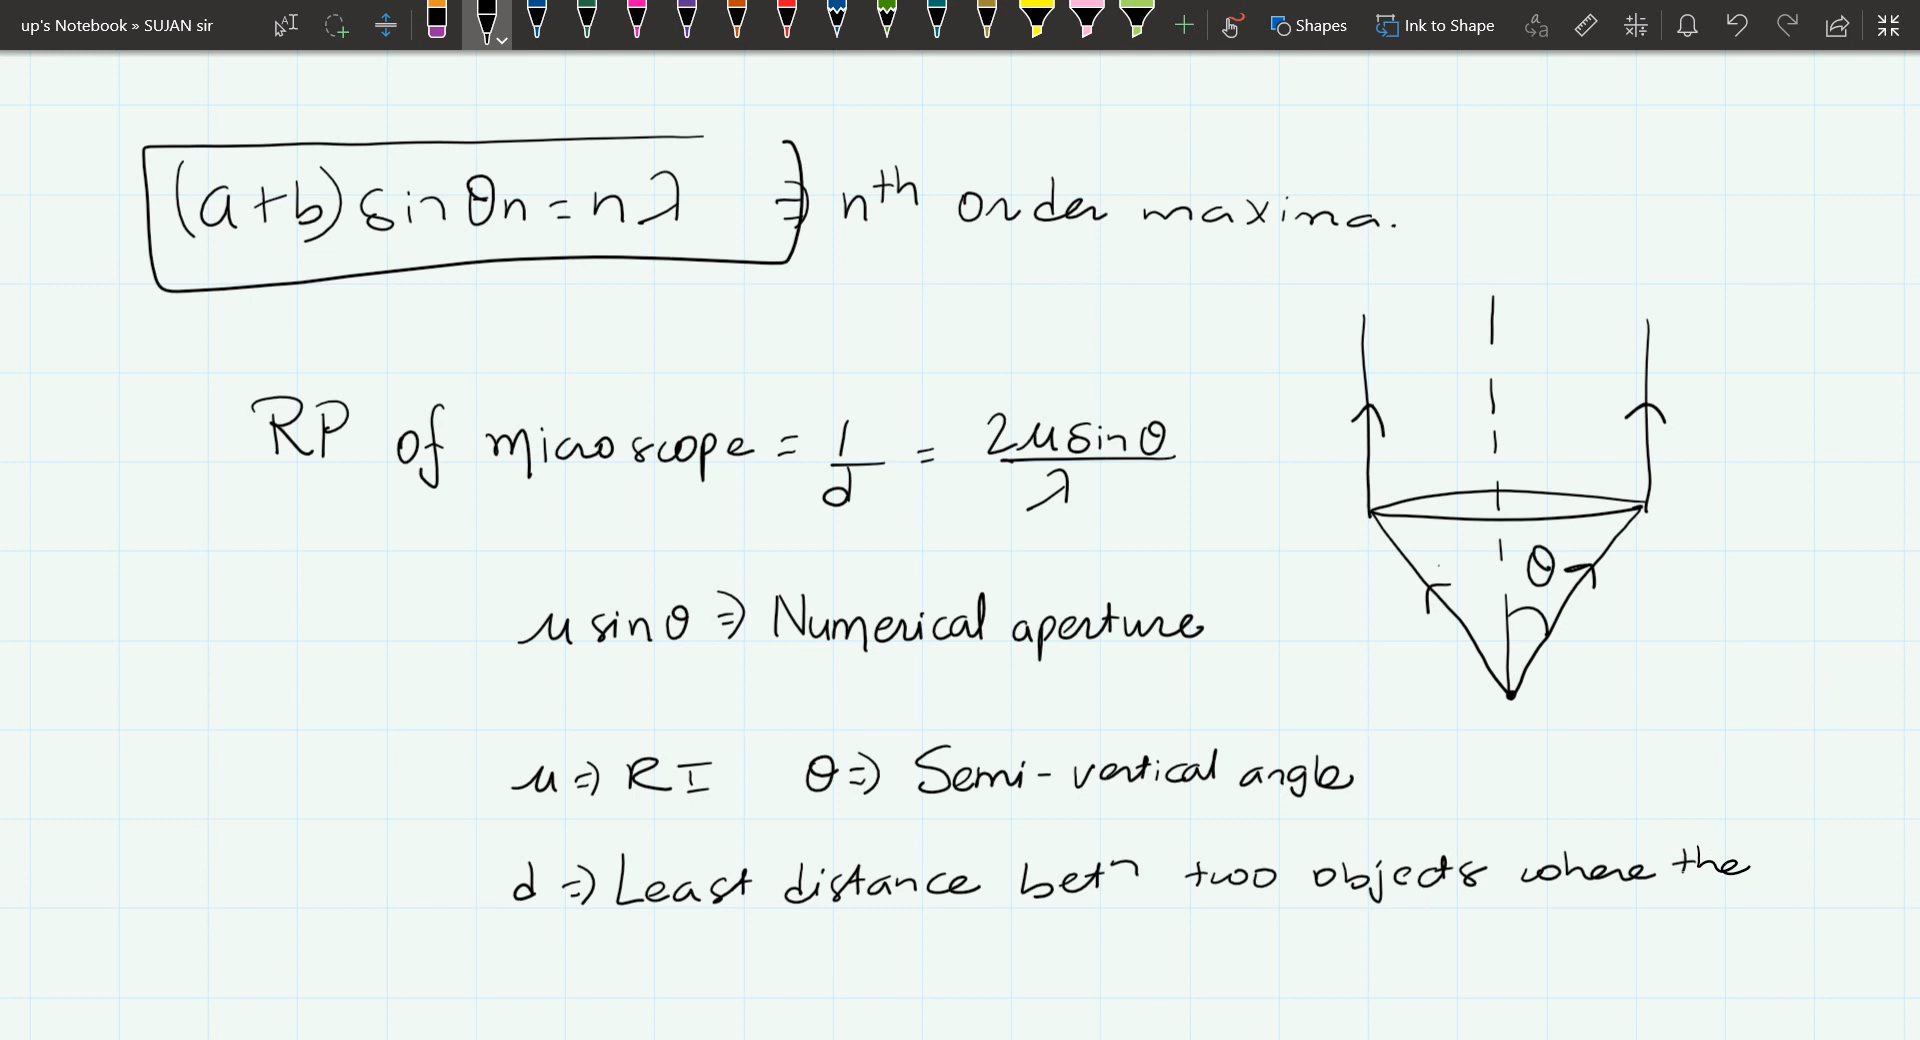 up's Notebook » SUJAN sir
Shapes
Ink to Shape
(a+b) sin θn = nλ ⇒ nth order maxima.
RP of microscope = 1/d = 2μ sin θ/λ
θ
μ sin θ ⇒ Numerical aperture
μ ⇒ RI θ ⇒ Semi-vertical angle
d ⇒ Least distance betn two objects where the